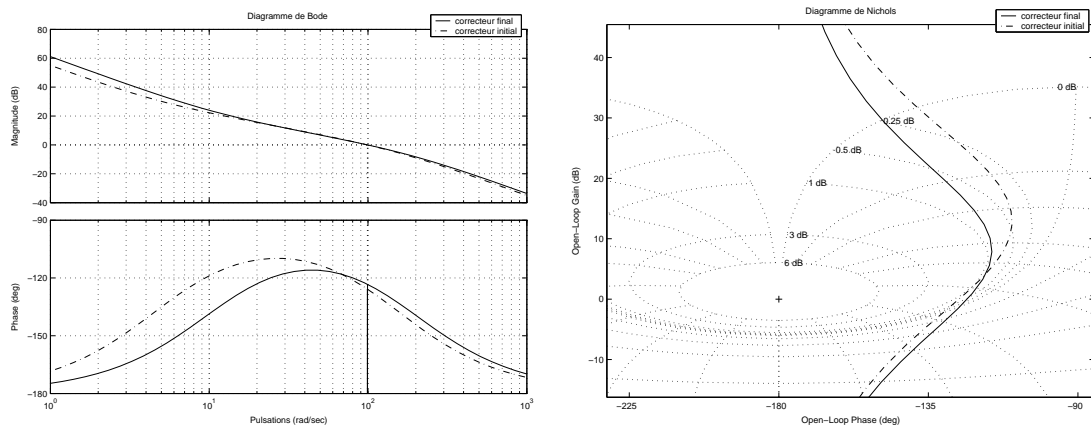 Diagramme de Bode
correcteur final
correcteur initial
80
60
40
20
0
−20
−40
Magnitude (dB)
−90
−120
−150
−180
Phase (deg)
10^0
10^1
10^2
10^3
Pulsations (rad/sec)
Diagramme de Nichols
correcteur final
correcteur initial
0 dB
0.25 dB
0.5 dB
1 dB
3 dB
6 dB
40
30
20
10
0
−10
Open−Loop Gain (dB)
−225
−180
−135
−90
Open−Loop Phase (deg)